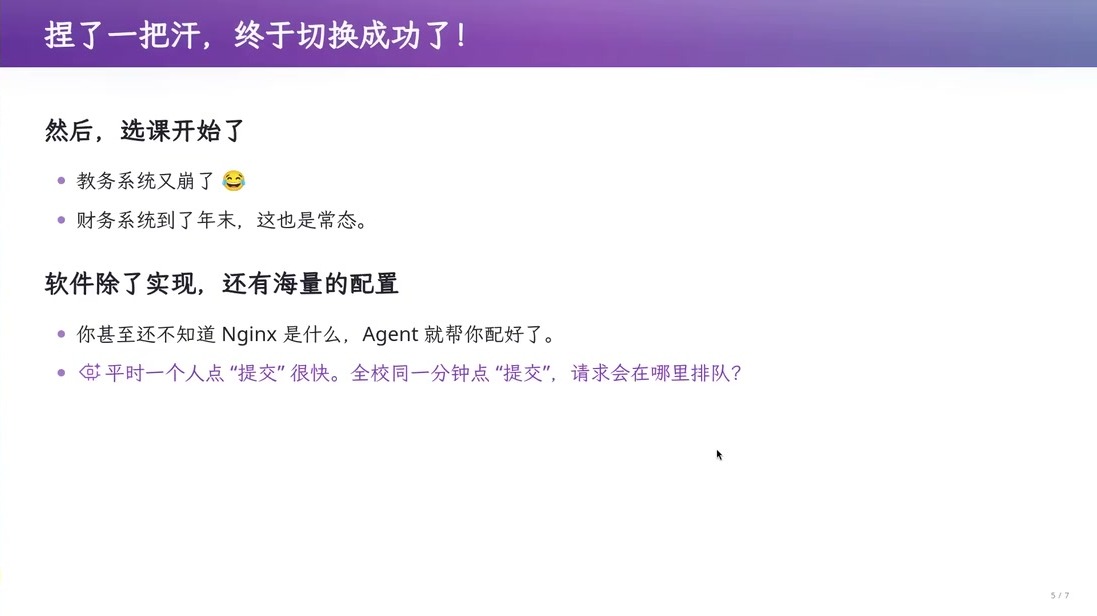 捏了一把汗，终于切换成功了！
然后，选课开始了
教务系统又崩了 😂
财务系统到了年末，这也是常态。
软件除了实现，还有海量的配置
你甚至还不知道 Nginx 是什么，Agent 就帮你配好了。
平时一个人点 “提交” 很快。全校同一分钟点 “提交”，请求会在哪里排队？
5 / 7